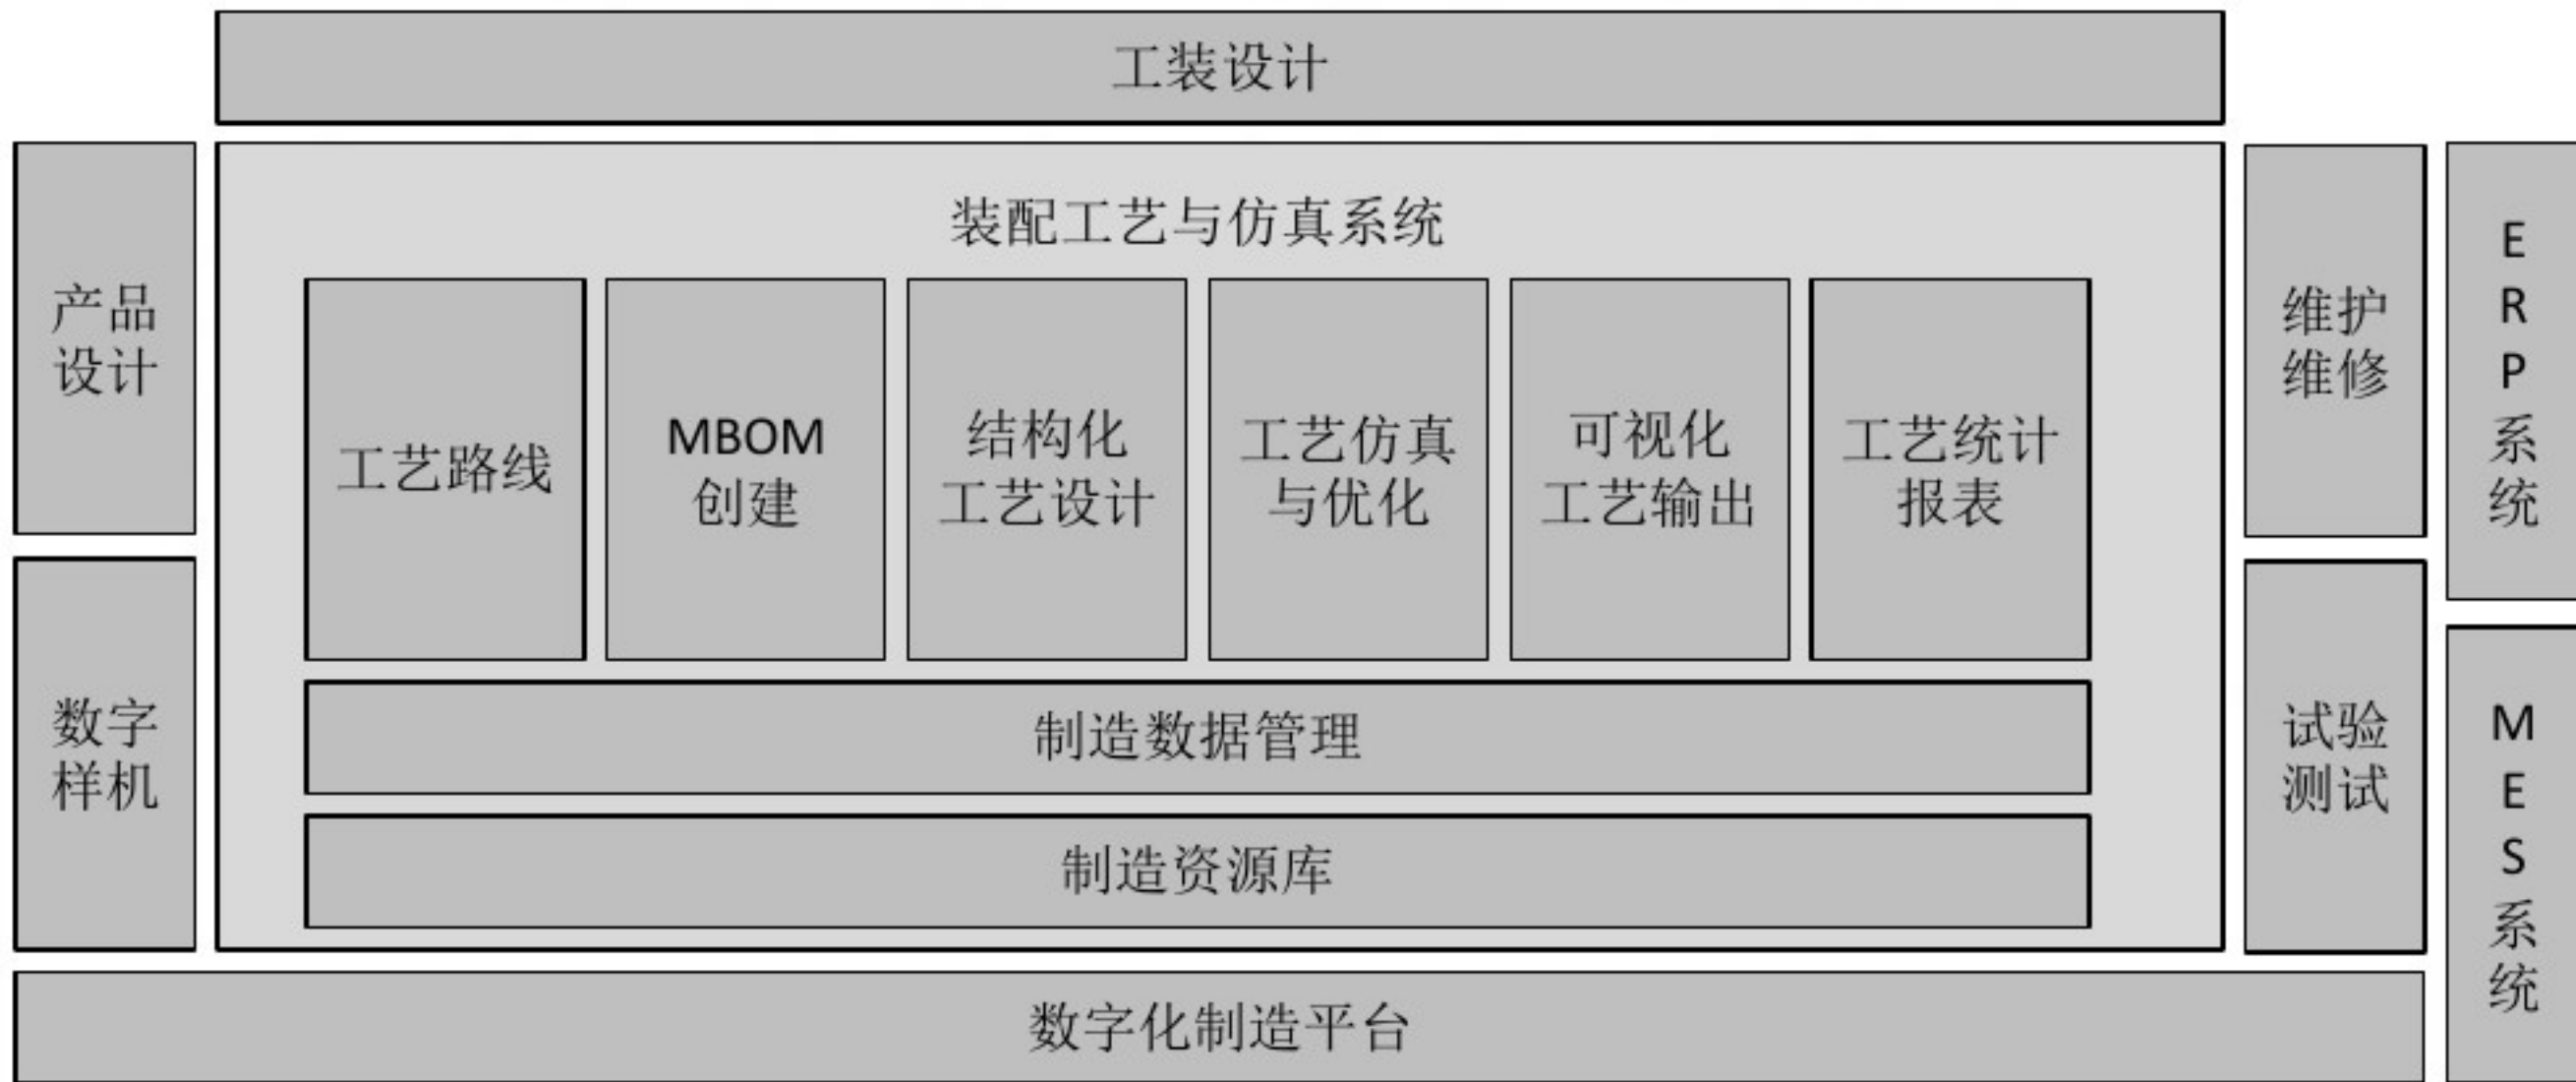 工装设计
产品
设计
数字
样机
装配工艺与仿真系统
工艺路线
MBOM
创建
结构化
工艺设计
工艺仿真
与优化
可视化
工艺输出
工艺统计
报表
制造数据管理
制造资源库
维护
维修
试验
测试
E
R
P
系
统
M
E
S
系
统
数字化制造平台